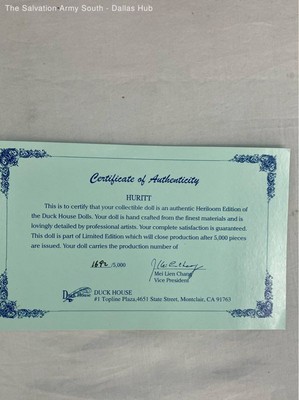 The Salvation Army South - Dallas Hub
Certificate of Authenticity
HURITT
This is to certify that your collectible doll is an authentic Heirloom Edition of
the Duck House Dolls. Your doll is hand crafted from the finest materials and is
lovingly detailed by professional artists. Your complete satisfaction is guaranteed.
This doll is part of Limited Edition which will close production after 5,000 pieces
are issued. Your doll carries the production number of
1692 /5,000
Mei Lien Chang
Vice President
Duck House DUCK HOUSE
#1 Topline Plaza,4651 State Street, Montclair, CA 91763